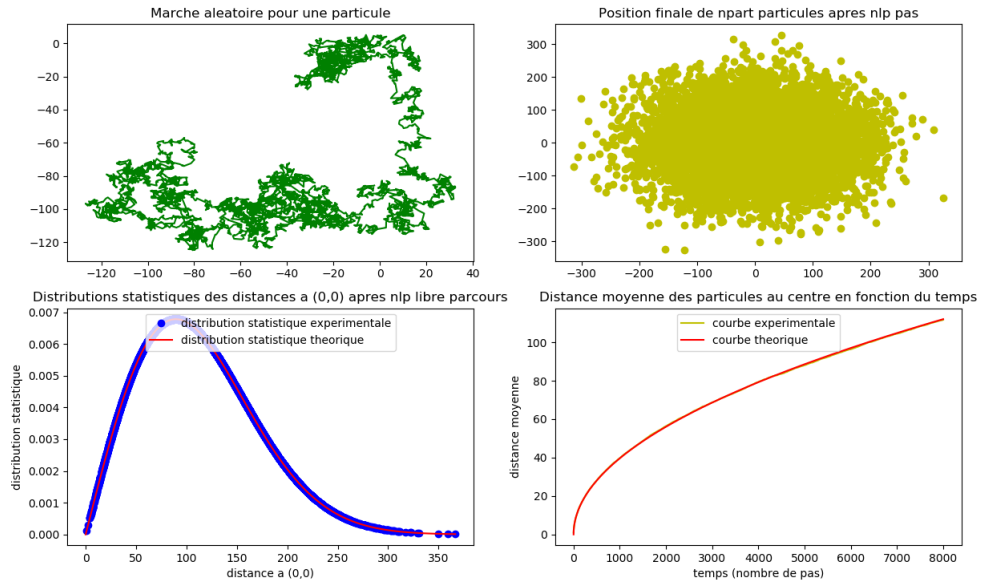 Marche aleatoire pour une particule
0
−20
−40
−60
−80
−100
−120
−120 −100 −80 −60 −40 −20 0 20 40
Position finale de npart particules apres nlp pas
300
200
100
0
−100
−200
−300
−300 −200 −100 0 100 200 300
Distributions statistiques des distances a (0,0) apres nlp libre parcours
distribution statistique experimentale
distribution statistique theorique
distribution statistique
0.007
0.006
0.005
0.004
0.003
0.002
0.001
0.000
0 50 100 150 200 250 300 350
distance a (0,0)
Distance moyenne des particules au centre en fonction du temps
courbe experimentale
courbe theorique
distance moyenne
100
80
60
40
20
0
0 1000 2000 3000 4000 5000 6000 7000 8000
temps (nombre de pas)